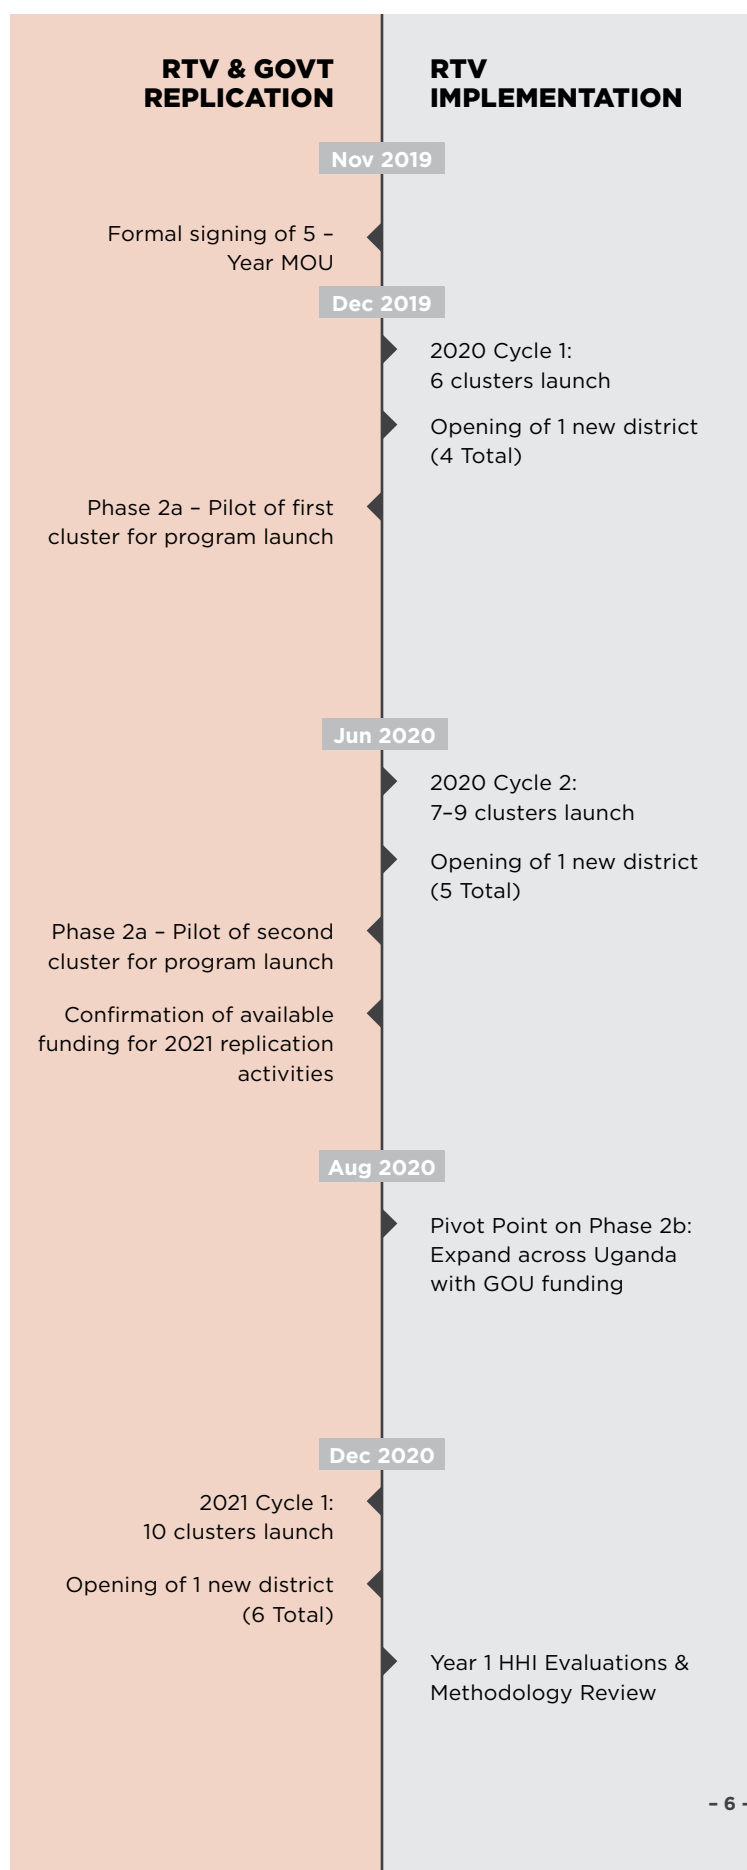 RTV & GOVT
REPLICATION
RTV
IMPLEMENTATION
Nov 2019
Formal signing of 5 –
Year MOU
Dec 2019
2020 Cycle 1:
6 clusters launch
Opening of 1 new district
(4 Total)
Phase 2a – Pilot of first
cluster for program launch
Jun 2020
2020 Cycle 2:
7–9 clusters launch
Opening of 1 new district
(5 Total)
Phase 2a – Pilot of second
cluster for program launch
Confirmation of available
funding for 2021 replication
activities
Aug 2020
Pivot Point on Phase 2b:
Expand across Uganda
with GOU funding
Dec 2020
2021 Cycle 1:
10 clusters launch
Opening of 1 new district
(6 Total)
Year 1 HHI Evaluations &
Methodology Review
– 6 –